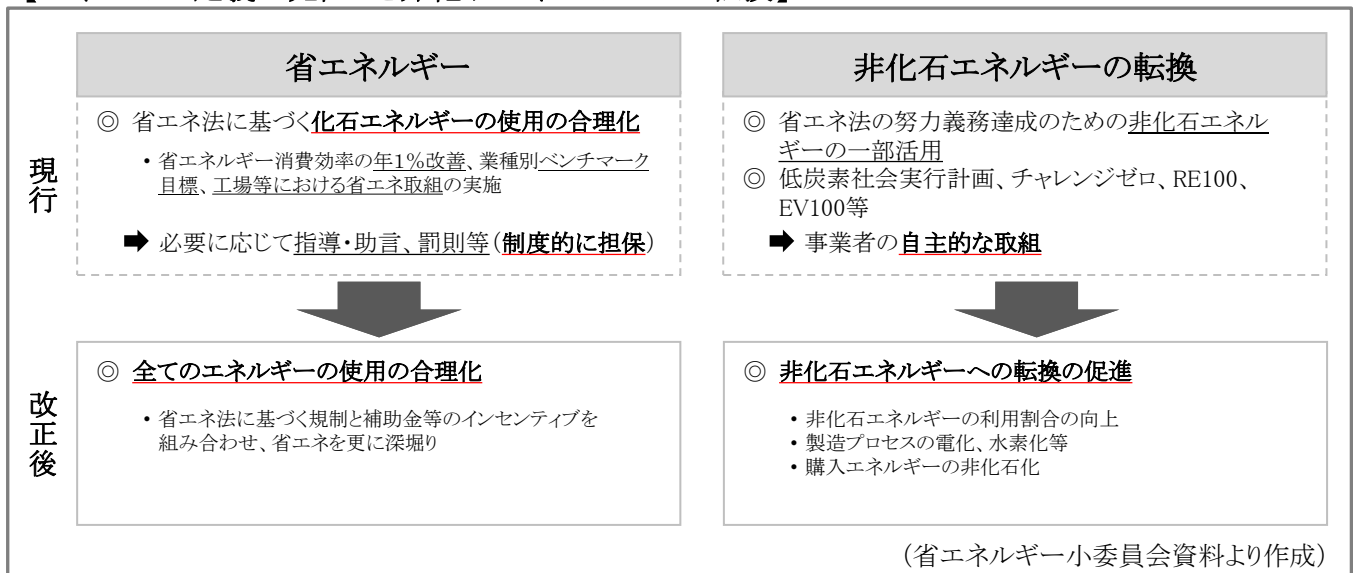 省エネルギー
非化石エネルギーの転換
現行
◎ 省エネ法に基づく化石エネルギーの使用の合理化
・省エネルギー消費効率の年1%改善、業種別ベンチマーク
目標、工場等における省エネ取組の実施
➡ 必要に応じて指導・助言、罰則等(制度的に担保)
◎ 省エネ法の努力義務達成のための非化石エネル
ギーの一部活用
◎ 低炭素社会実行計画、チャレンジゼロ、RE100、
EV100等
➡ 事業者の自主的な取組
改正後
◎ 全てのエネルギーの使用の合理化
・省エネ法に基づく規制と補助金等のインセンティブを
組み合わせ、省エネを更に深堀り
◎ 非化石エネルギーへの転換の促進
・非化石エネルギーの利用割合の向上
・製造プロセスの電化、水素化等
・購入エネルギーの非化石化
(省エネルギー小委員会資料より作成)